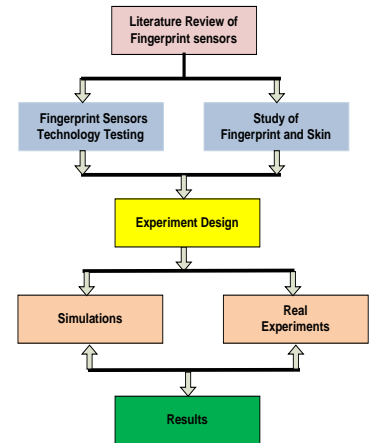 Literature Review of
Fingerprint sensors
Fingerprint Sensors
Technology Testing
Study of
Fingerprint and Skin
Experiment Design
Simulations
Real
Experiments
Results